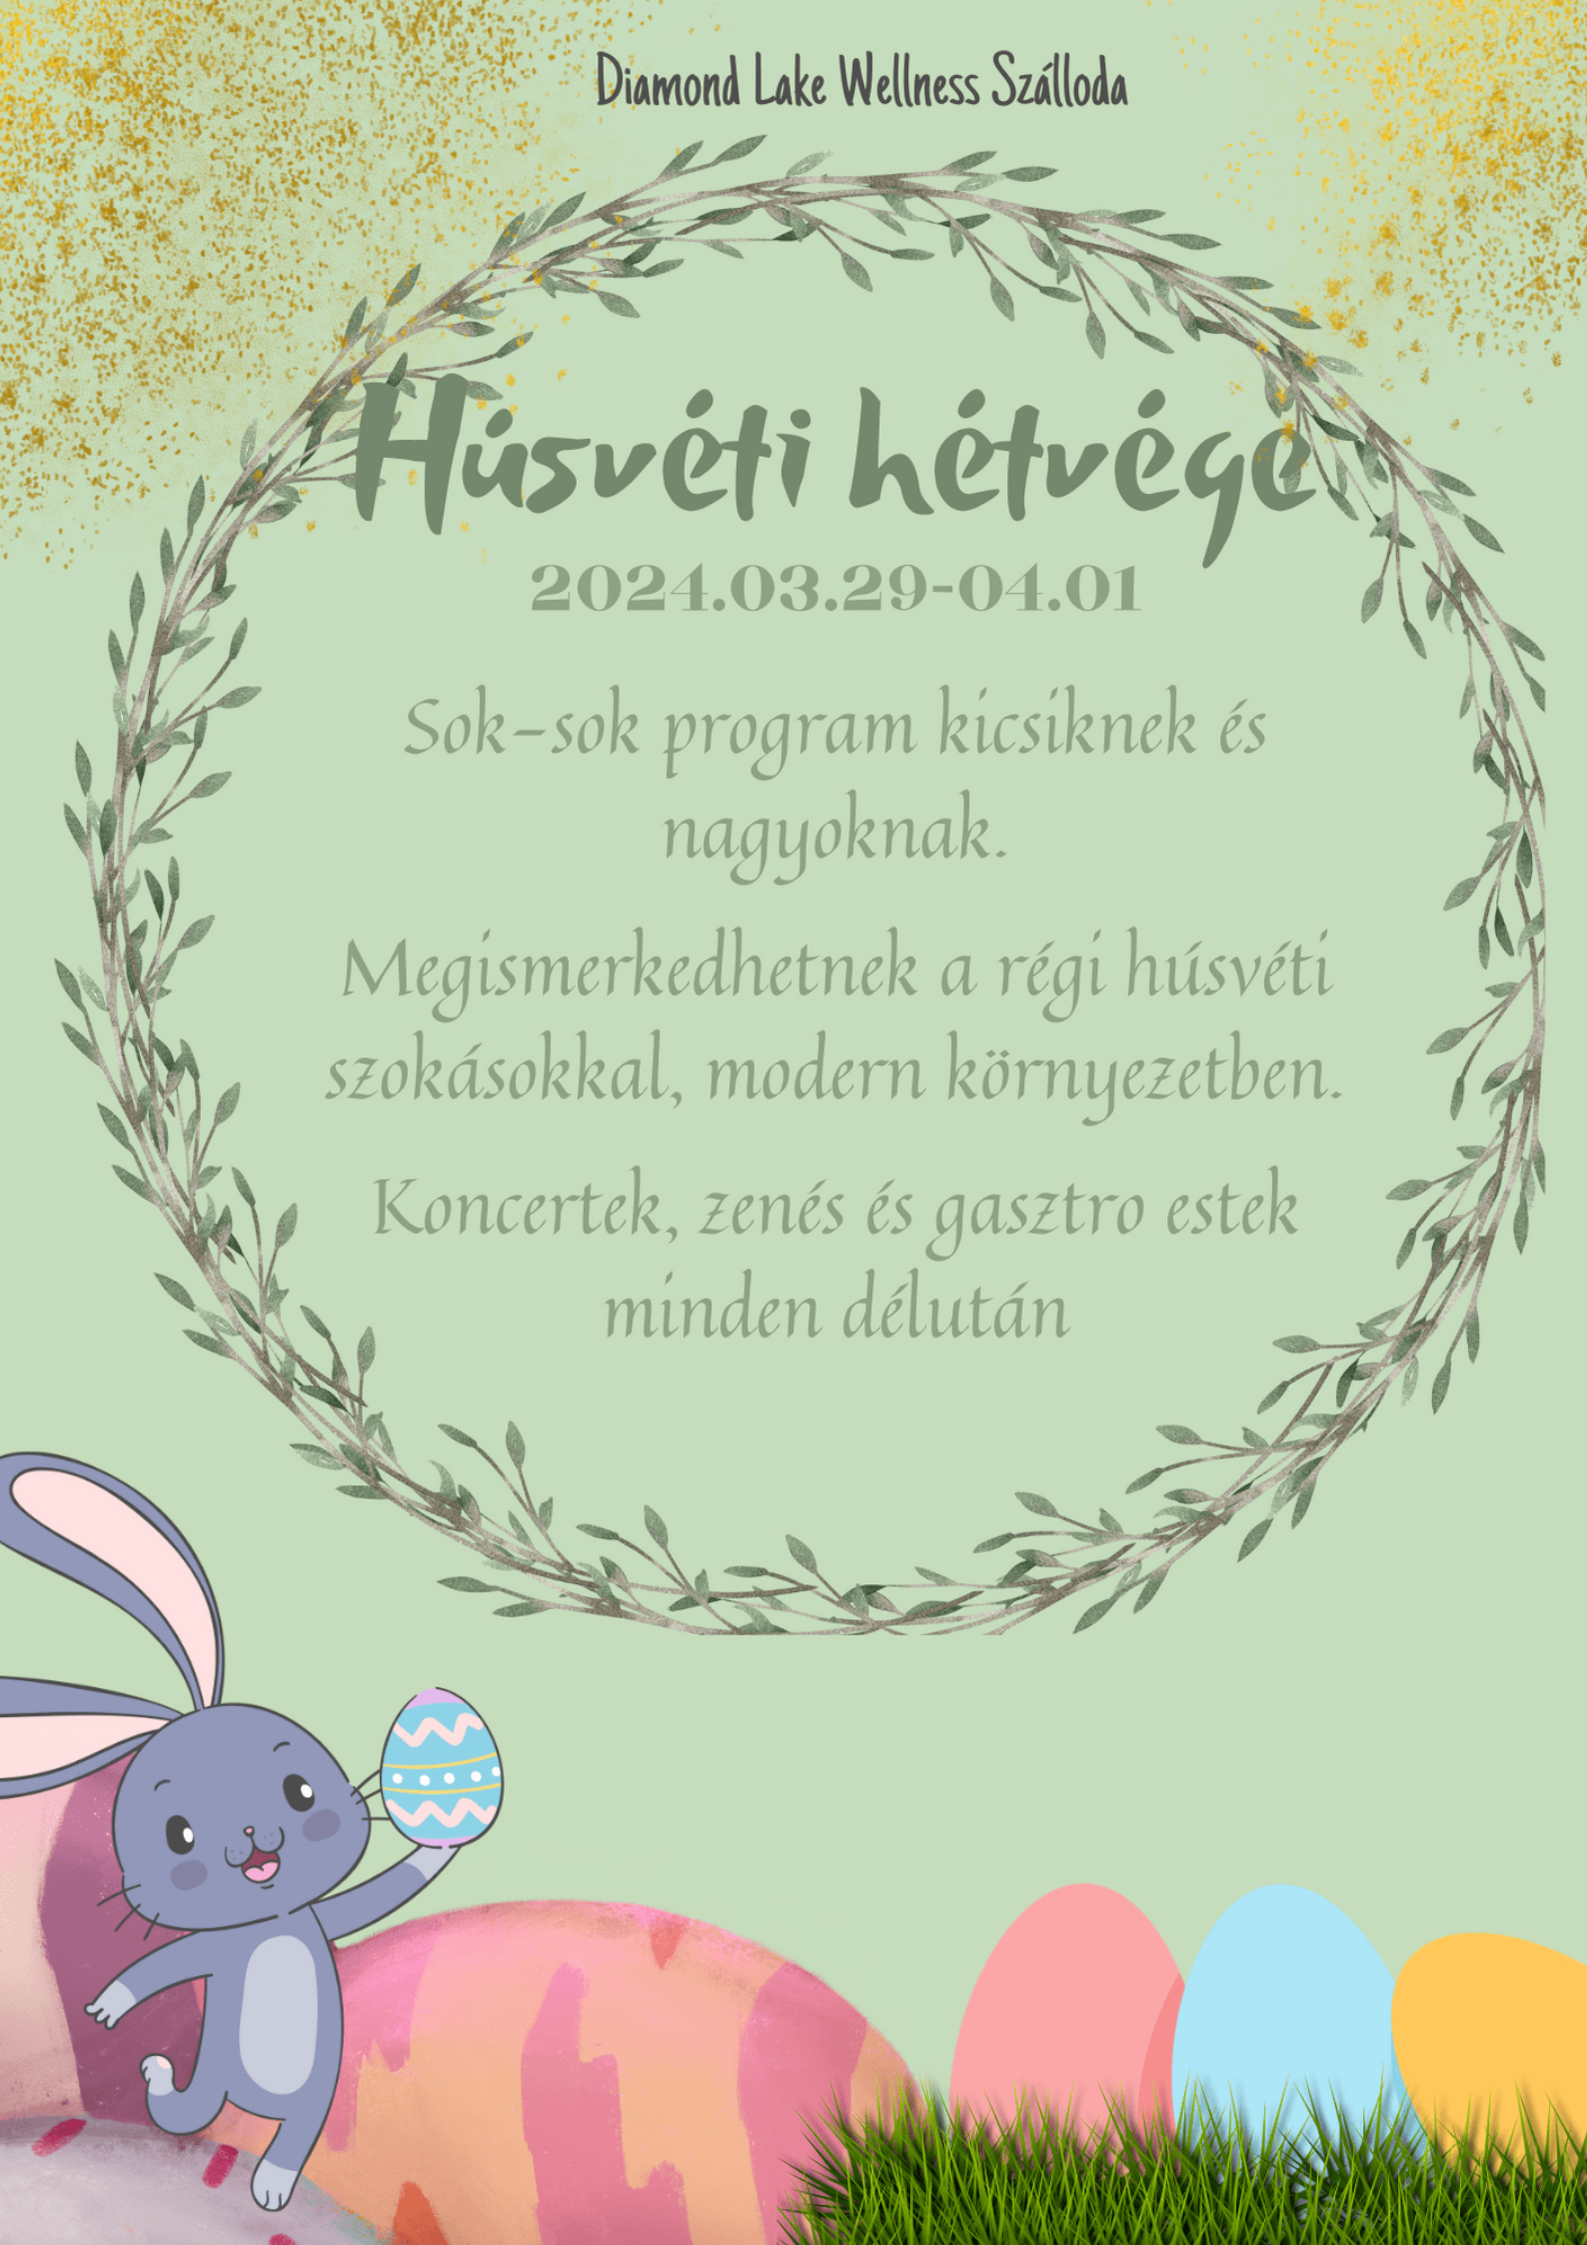 Diamond Lake Wellness Szálloda
Húsvéti hétvége
2024.03.29-04.01
Sok-sok program kicsiknek és
nagyoknak.
Megismerkedhetnek a régi húsvéti
szokásokkal, modern környezetben.
Koncertek, zenés és gasztro estek
minden délután